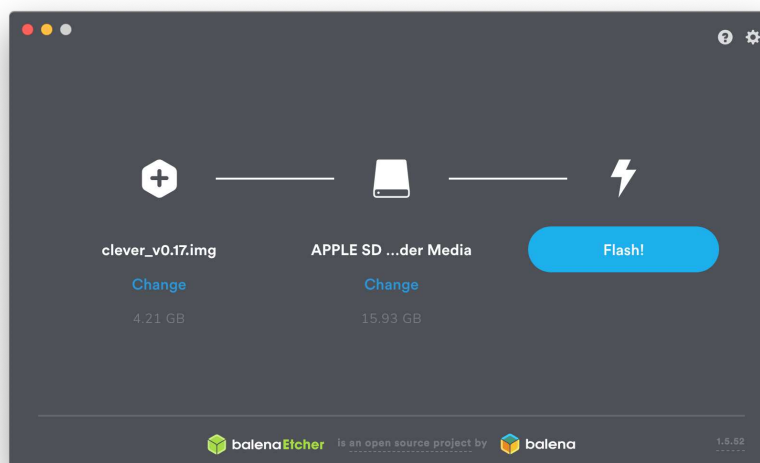 clever_v0.17.img
APPLE SD ...der Media
Flash!
Change
Change
4.21 GB
15.93 GB
balenaEtcher is an open source project by balena
1.5.52